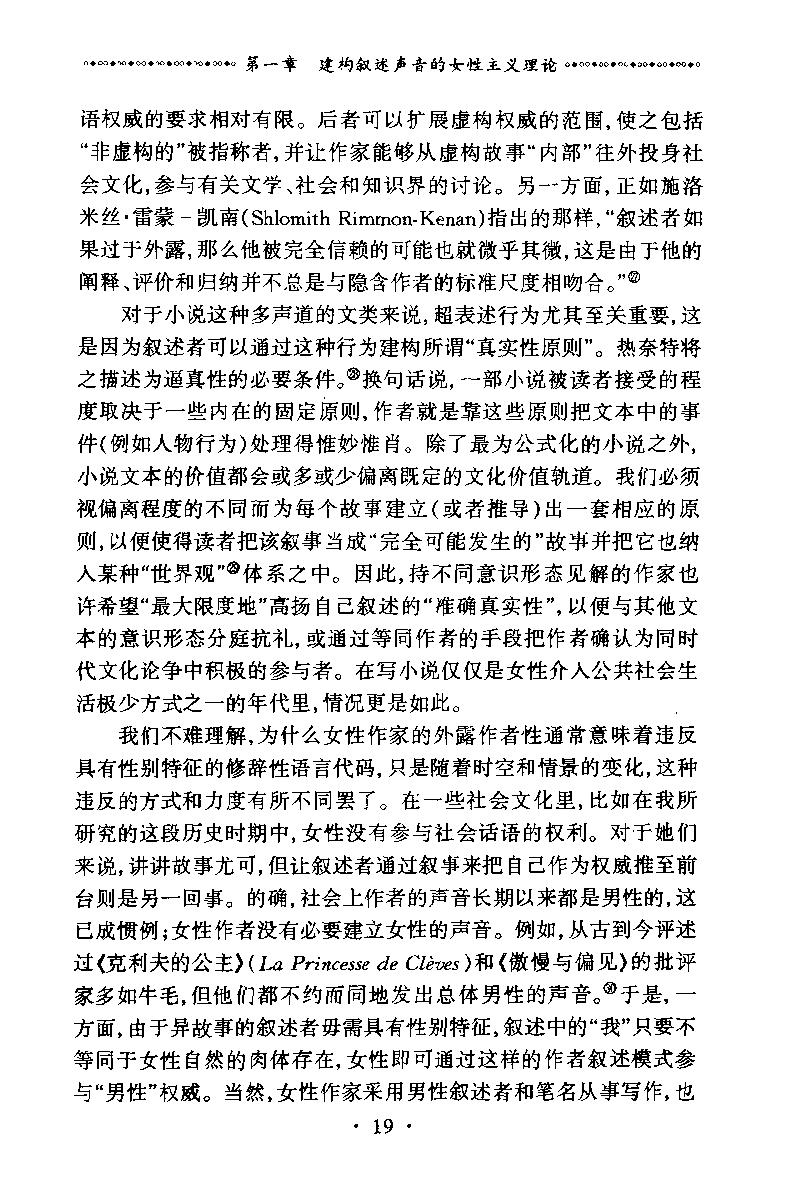 第一章 建构叙述声音的女性主义理论
语权威的要求相对有限。后者可以扩展虚构权威的范围,使之包括
“非虚构的”被指称者,并让作家能够从虚构故事“内部”往外投身社
会文化,参与有关文学、社会和知识界的讨论。另一方面,正如施洛
米丝·雷蒙－凯南(Shlomith Rimmon-Kenan)指出的那样,“叙述者如
果过于外露,那么他被完全信赖的可能也就微乎其微,这是由于他的
阐释、评价和归纳并不总是与隐含作者的标准尺度相吻合。”㉗
对于小说这种多声道的文类来说,超表述行为尤其至关重要,这
是因为叙述者可以通过这种行为建构所谓“真实性原则”。热奈特将
之描述为逼真性的必要条件。㉘换句话说,一部小说被读者接受的程
度取决于一些内在的固定原则,作者就是靠这些原则把文本中的事
件(例如人物行为)处理得惟妙惟肖。除了最为公式化的小说之外,
小说文本的价值都会或多或少偏离既定的文化价值轨道。我们必须
视偏离程度的不同而为每个故事建立(或者推导)出一套相应的原
则,以便使得读者把该叙事当成“完全可能发生的”故事并把它也纳
入某种“世界观”㉙体系之中。因此,持不同意识形态见解的作家也
许希望“最大限度地”高扬自己叙述的“准确真实性”,以便与其他文
本的意识形态分庭抗礼,或通过等同作者的手段把作者确认为同时
代文化论争中积极的参与者。在写小说仅仅是女性介入公共社会生
活极少方式之一的年代里,情况更是如此。
我们不难理解,为什么女性作家的外露作者性通常意味着违反
具有性别特征的修辞性语言代码,只是随着时空和情景的变化,这种
违反的方式和力度有所不同罢了。在一些社会文化里,比如在我所
研究的这段历史时期中,女性没有参与社会话语的权利。对于她们
来说,讲讲故事尤可,但让叙述者通过叙事来把自己作为权威推至前
台则是另一回事。的确,社会上作者的声音长期以来都是男性的,这
已成惯例;女性作者没有必要建立女性的声音。例如,从古到今评述
过《克利夫的公主》(La Princesse de Clèves)和《傲慢与偏见》的批评
家多如牛毛,但他们都不约而同地发出总体男性的声音。㉚于是,一
方面,由于异故事的叙述者毋需具有性别特征,叙述中的“我”只要不
等同于女性自然的肉体存在,女性即可通过这样的作者叙述模式参
与“男性”权威。当然,女性作家采用男性叙述者和笔名从事写作,也
· 19 ·